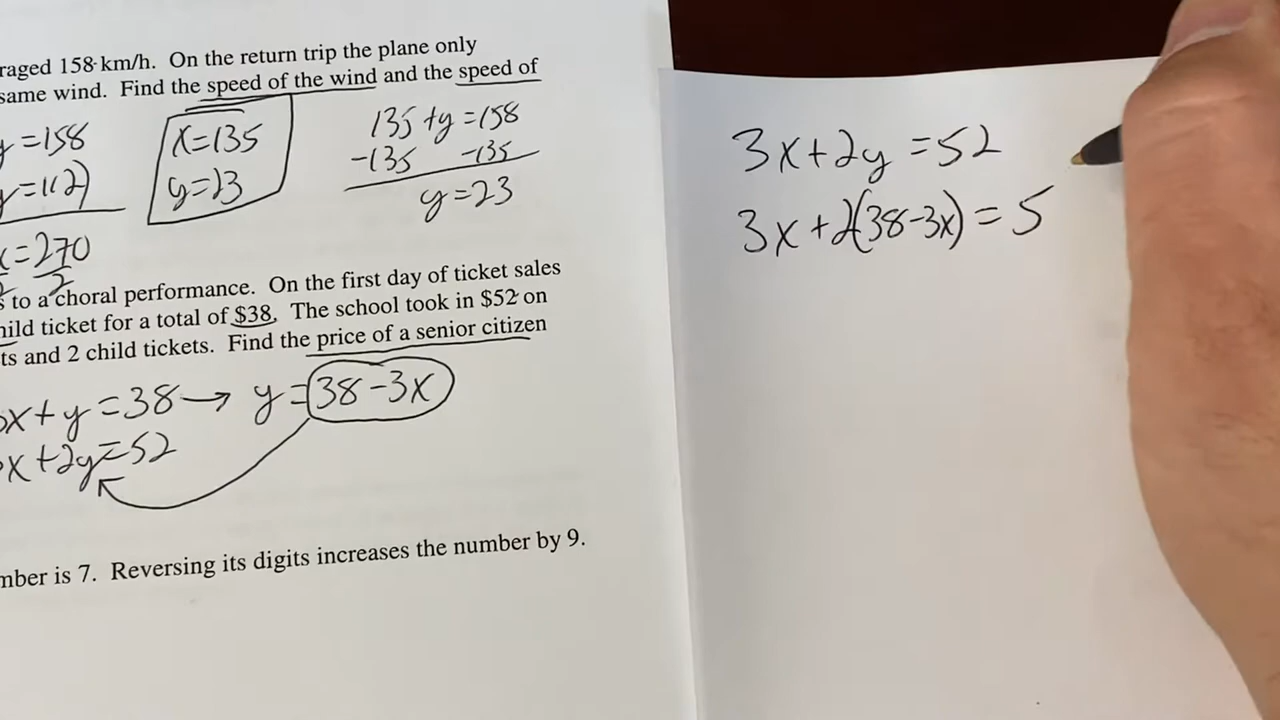 raged 158 km/h. On the return trip the plane only
same wind. Find the speed of the wind and the speed of
y=158
y=112)
x=270
2 2
x=135
y=23
135+y=158
-135 -135
y=23
s to a choral performance. On the first day of ticket sales
hild ticket for a total of $38. The school took in $52 on
ts and 2 child tickets. Find the price of a senior citizen
x+y=38→ y=38-3x
x+2y=52
mber is 7. Reversing its digits increases the number by 9.
3x+2y=52
3x+2(38-3x)=5